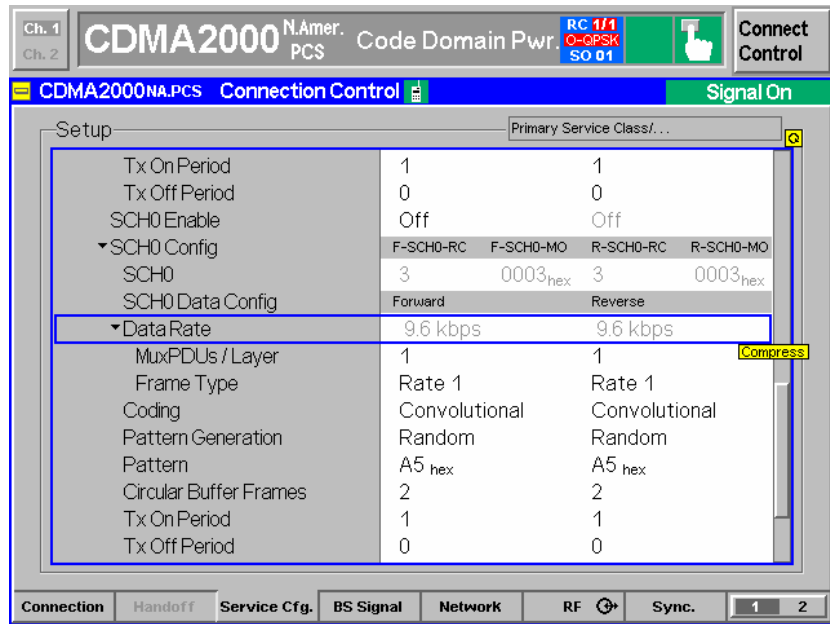 Ch. 1
Ch. 2
CDMA2000 N.Amer. PCS Code Domain Pwr.
RC 1/1
O-QPSK
SO 01
Connect Control
CDMA2000 NA.PCS Connection Control
Signal On
Setup
Primary Service Class/...
Tx On Period 1 1
Tx Off Period 0 0
SCH0 Enable Off Off
SCH0 Config F-SCH0-RC F-SCH0-MO R-SCH0-RC R-SCH0-MO
SCH0 3 0003hex 3 0003hex
SCH0 Data Config Forward Reverse
Data Rate 9.6 kbps 9.6 kbps
Compress
MuxPDUs / Layer 1 1
Frame Type Rate 1 Rate 1
Coding Convolutional Convolutional
Pattern Generation Random Random
Pattern A5 hex A5 hex
Circular Buffer Frames 2 2
Tx On Period 1 1
Tx Off Period 0 0
Connection Handoff Service Cfg. BS Signal Network RF Sync. 1 2